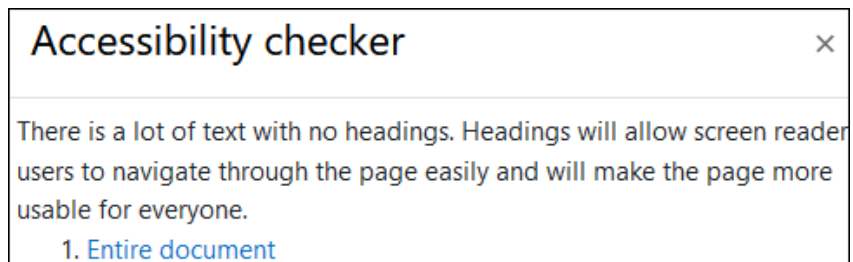 Accessibility checker
×
There is a lot of text with no headings. Headings will allow screen reader
users to navigate through the page easily and will make the page more
usable for everyone.
1. Entire document